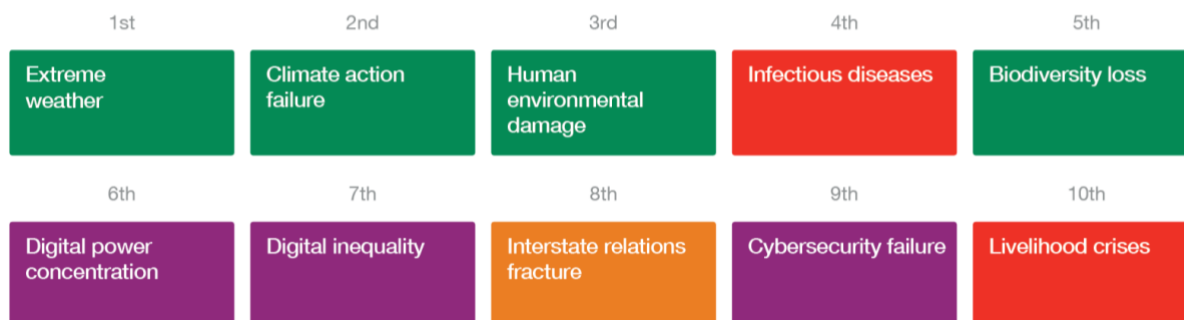 1st
2nd
3rd
4th
5th
Extreme
weather
Climate action
failure
Human
environmental
damage
Infectious diseases
Biodiversity loss
6th
7th
8th
9th
10th
Digital power
concentration
Digital inequality
Interstate relations
fracture
Cybersecurity failure
Livelihood crises